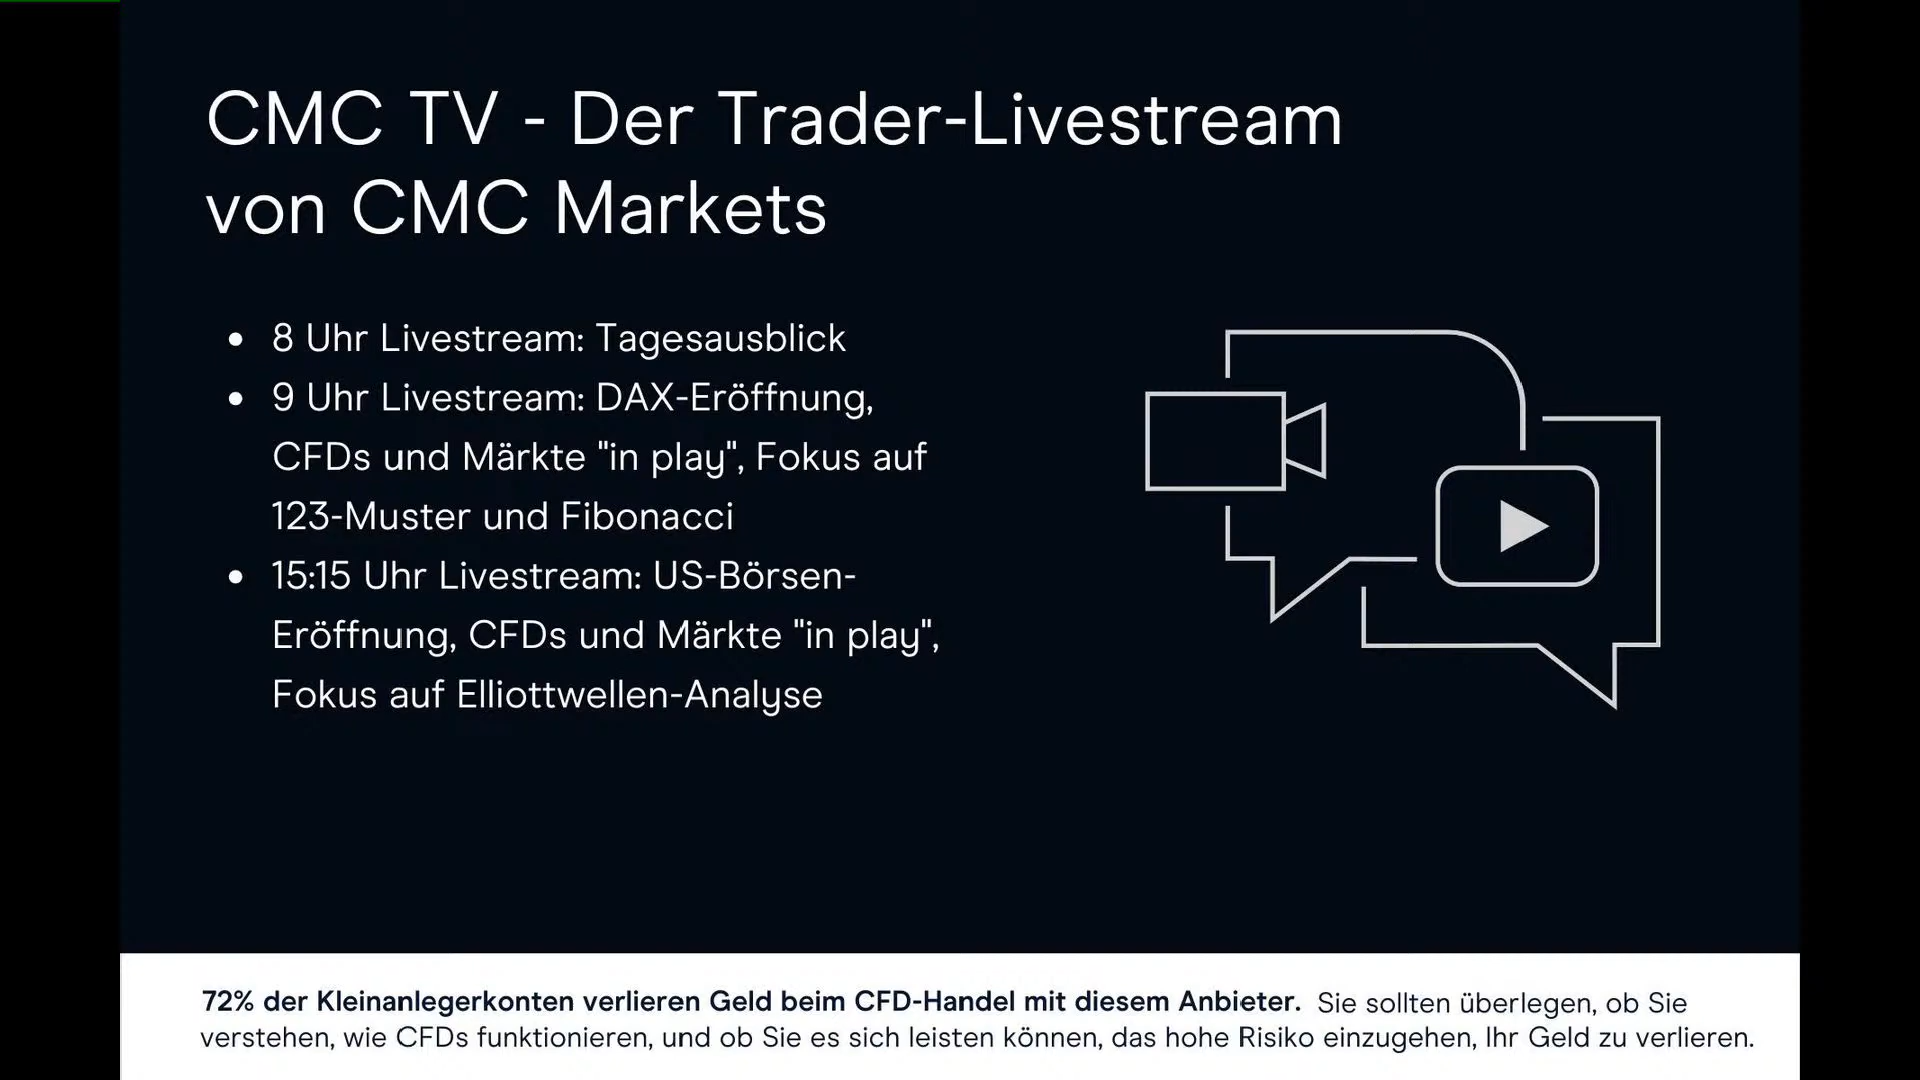 CMC TV - Der Trader-Livestream
von CMC Markets
• 8 Uhr Livestream: Tagesausblick
• 9 Uhr Livestream: DAX-Eröffnung,
CFDs und Märkte "in play", Fokus auf
123-Muster und Fibonacci
• 15:15 Uhr Livestream: US-Börsen-
Eröffnung, CFDs und Märkte "in play",
Fokus auf Elliottwellen-Analyse
72% der Kleinanlegerkonten verlieren Geld beim CFD-Handel mit diesem Anbieter. Sie sollten überlegen, ob Sie
verstehen, wie CFDs funktionieren, und ob Sie es sich leisten können, das hohe Risiko einzugehen, Ihr Geld zu verlieren.